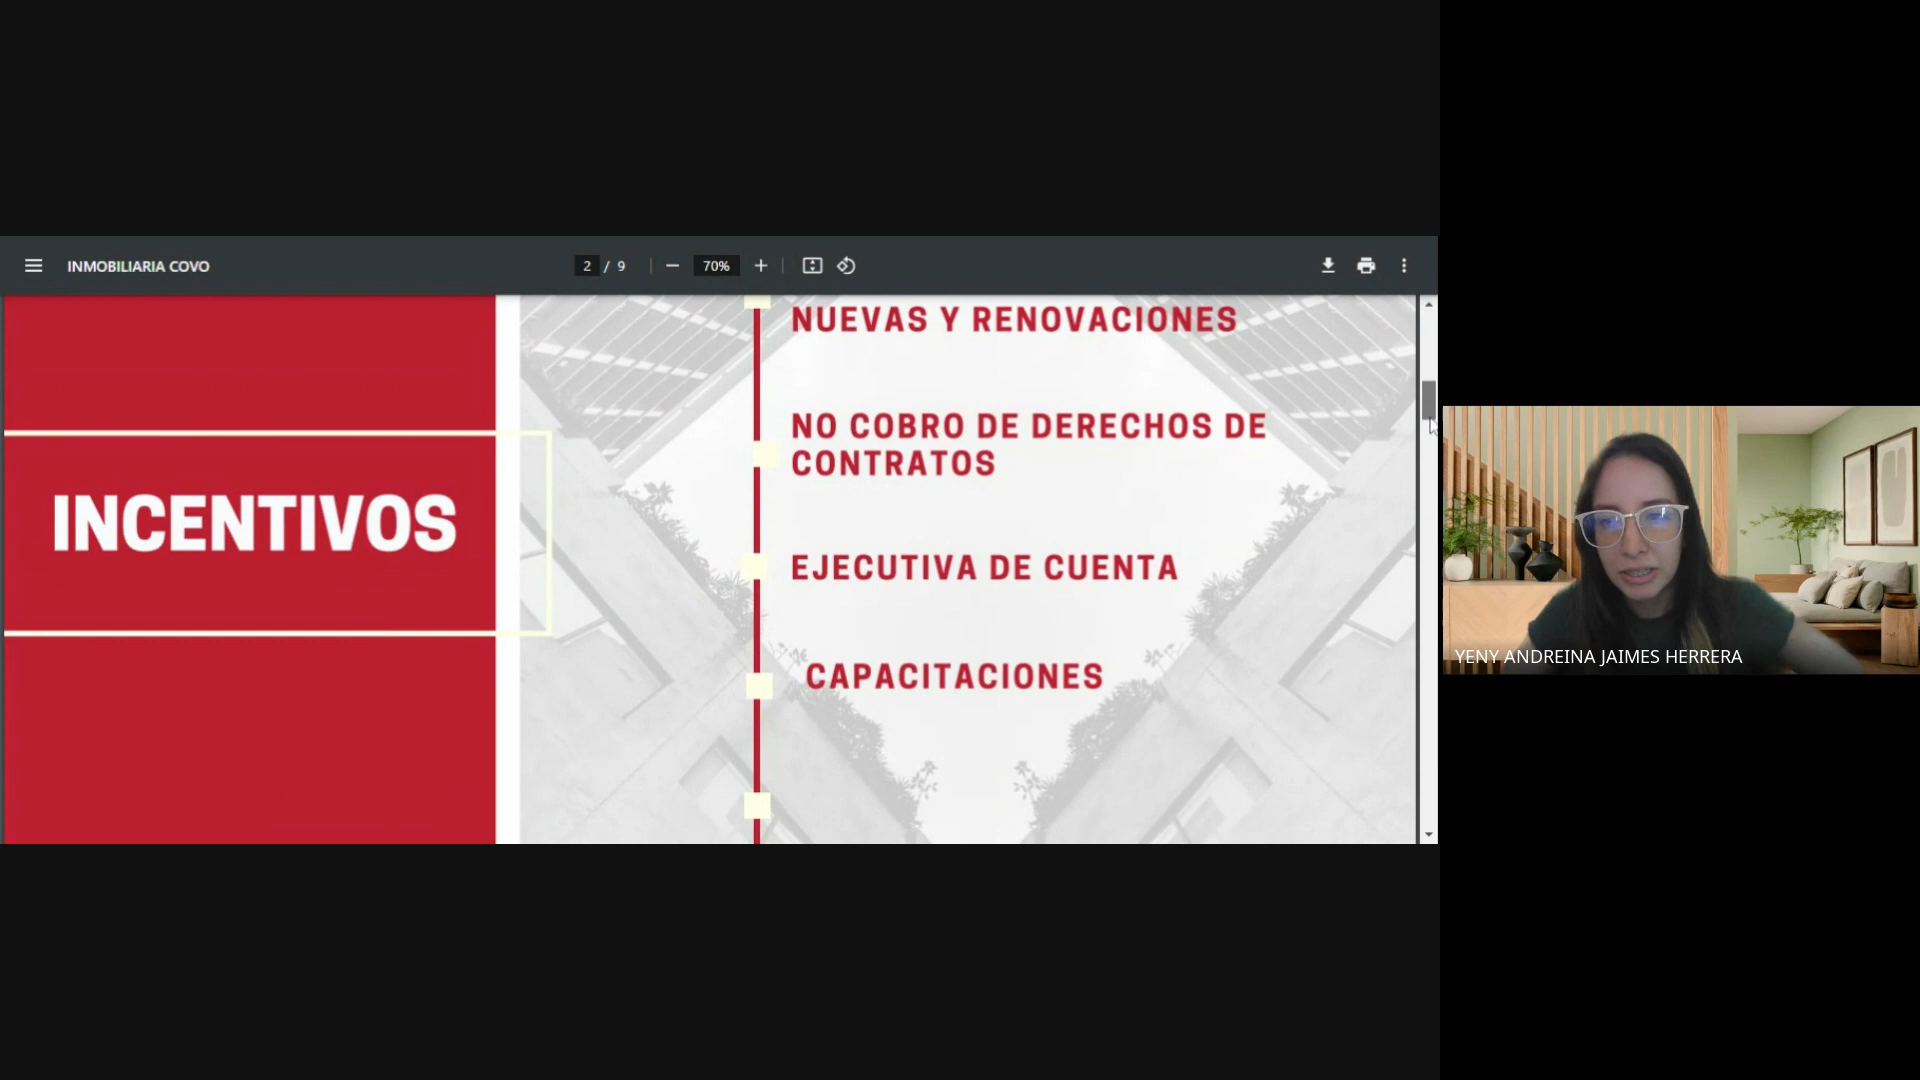 INMOBILIARIA COVO
2 / 9
70%
NUEVAS Y RENOVACIONES
NO COBRO DE DERECHOS DE
CONTRATOS
INCENTIVOS
EJECUTIVA DE CUENTA
CAPACITACIONES
YENY ANDREINA JAIMES HERRERA